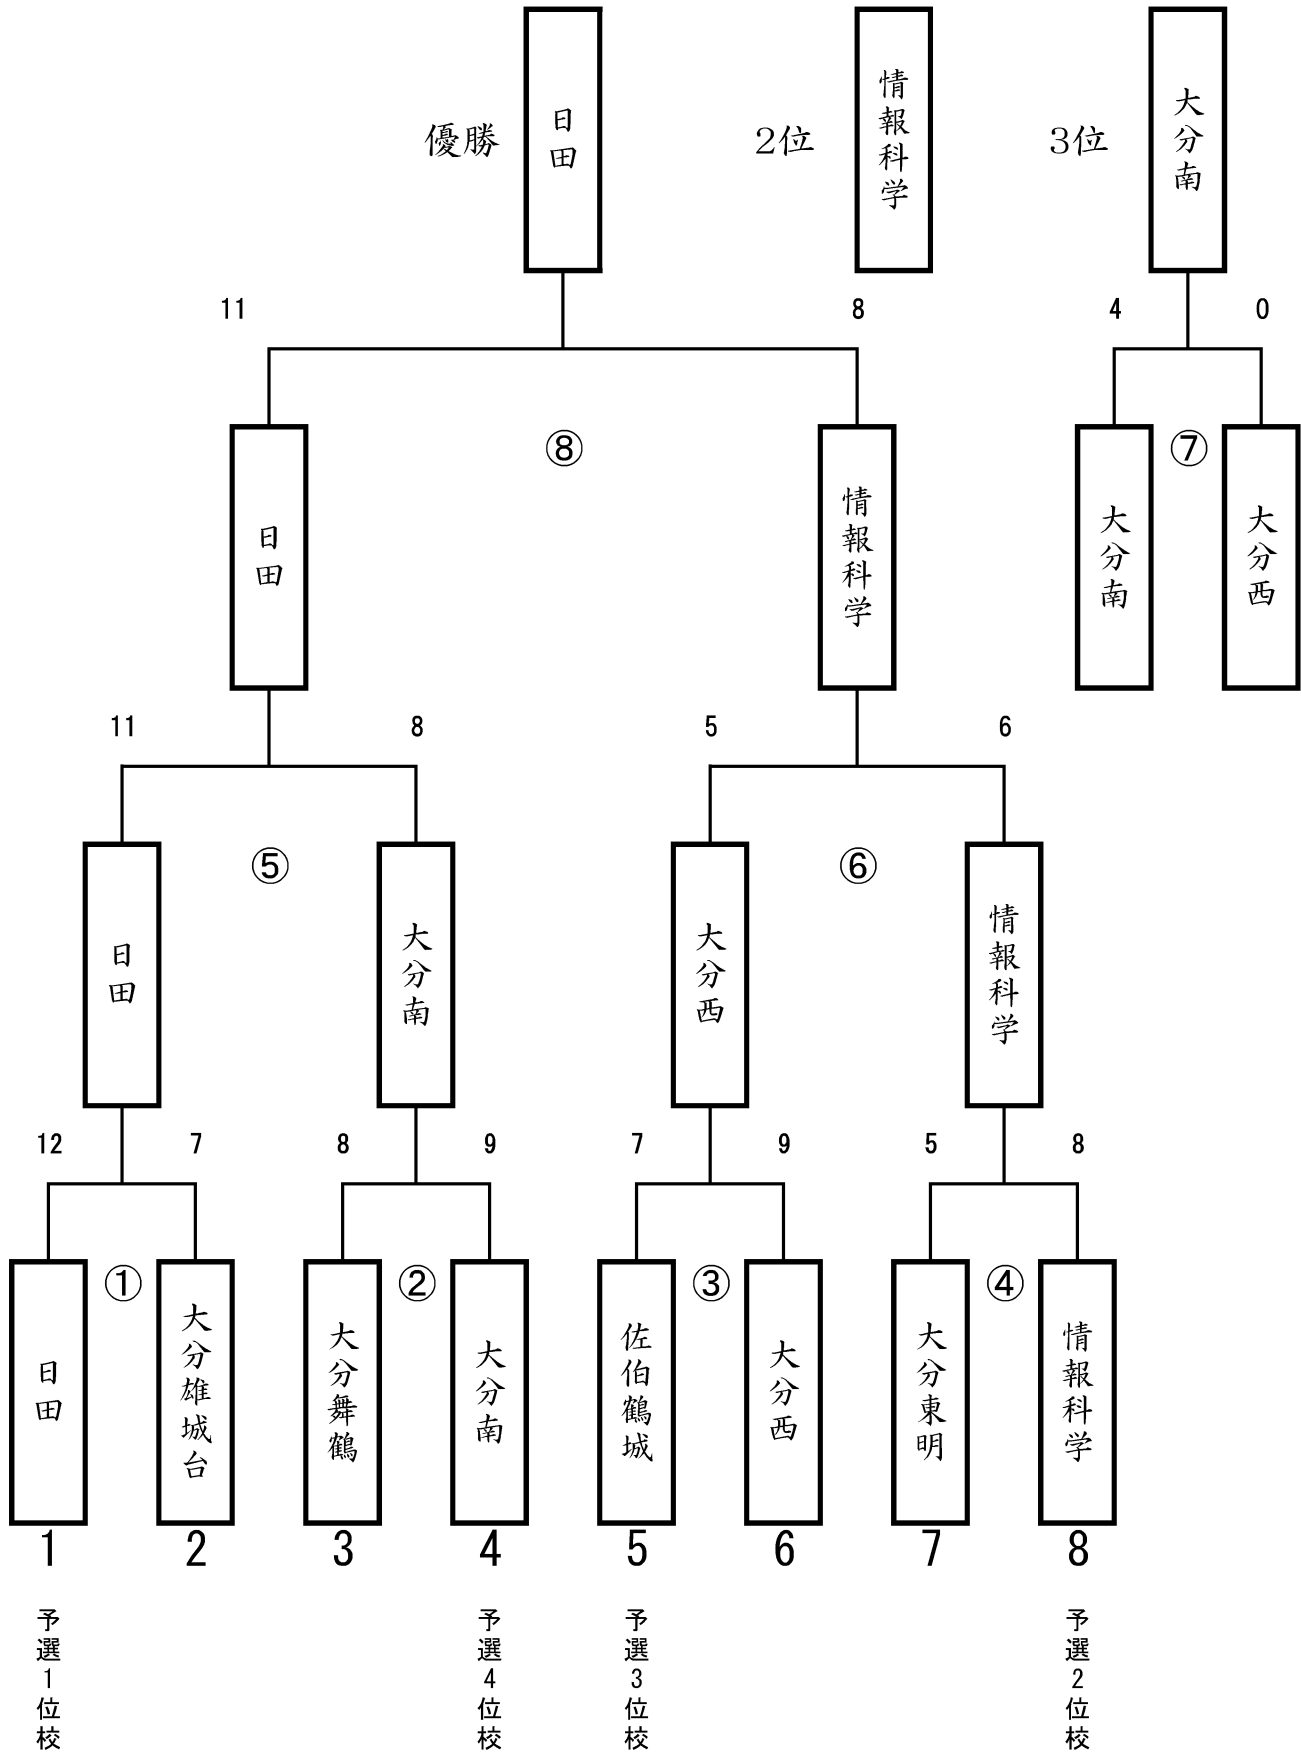 優勝
日田
2位
情報科学
3位
大分南
11
8
4
0
⑧
⑦
日田
情報科学
大分南
大分西
11
8
5
6
⑤
⑥
日田
大分南
大分西
情報科学
12
7
8
9
7
9
5
8
①
②
③
④
日田
大分雄城台
大分舞鶴
大分南
佐伯鶴城
大分西
大分東明
情報科学
1
2
3
4
5
6
7
8
予選1位校
予選4位校
予選3位校
予選2位校